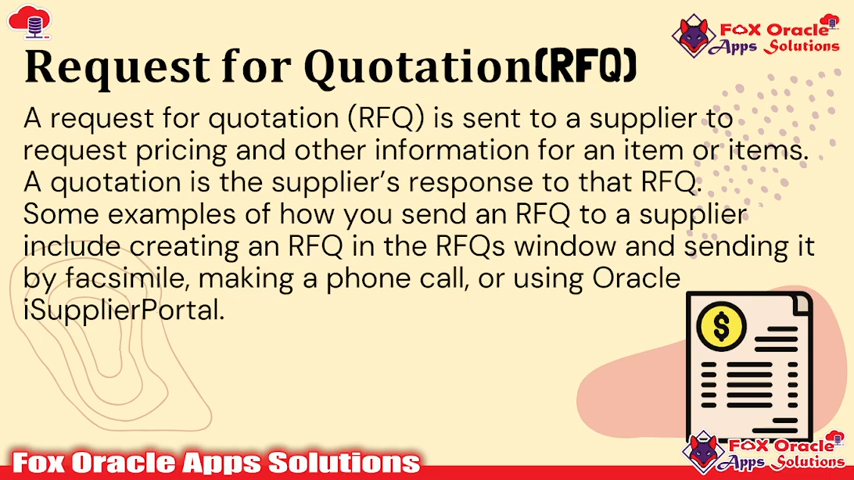 FOX Oracle
Apps Solutions
Request for Quotation(RFQ)
A request for quotation (RFQ) is sent to a supplier to
request pricing and other information for an item or items.
A quotation is the supplier’s response to that RFQ.
Some examples of how you send an RFQ to a supplier
include creating an RFQ in the RFQs window and sending it
by facsimile, making a phone call, or using Oracle
iSupplierPortal.
$
FOX Oracle
Apps Solutions
Fox Oracle Apps Solutions